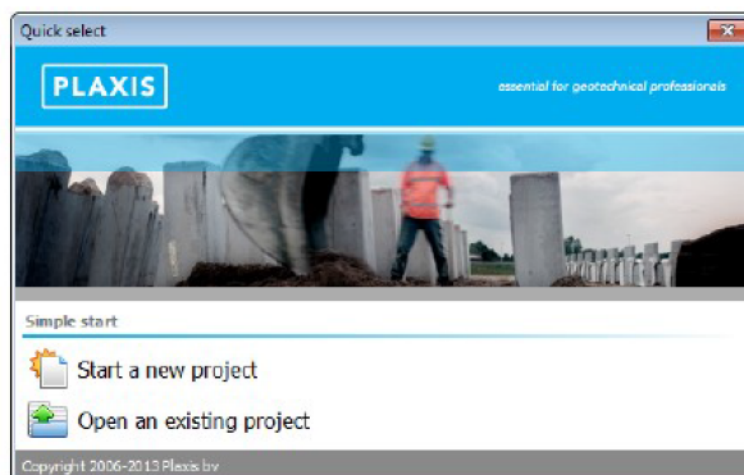 Quick select
PLAXIS
essential for geotechnical professionals
Simple start
Start a new project
Open an existing project
Copyright 2006-2013 Plaxis bv